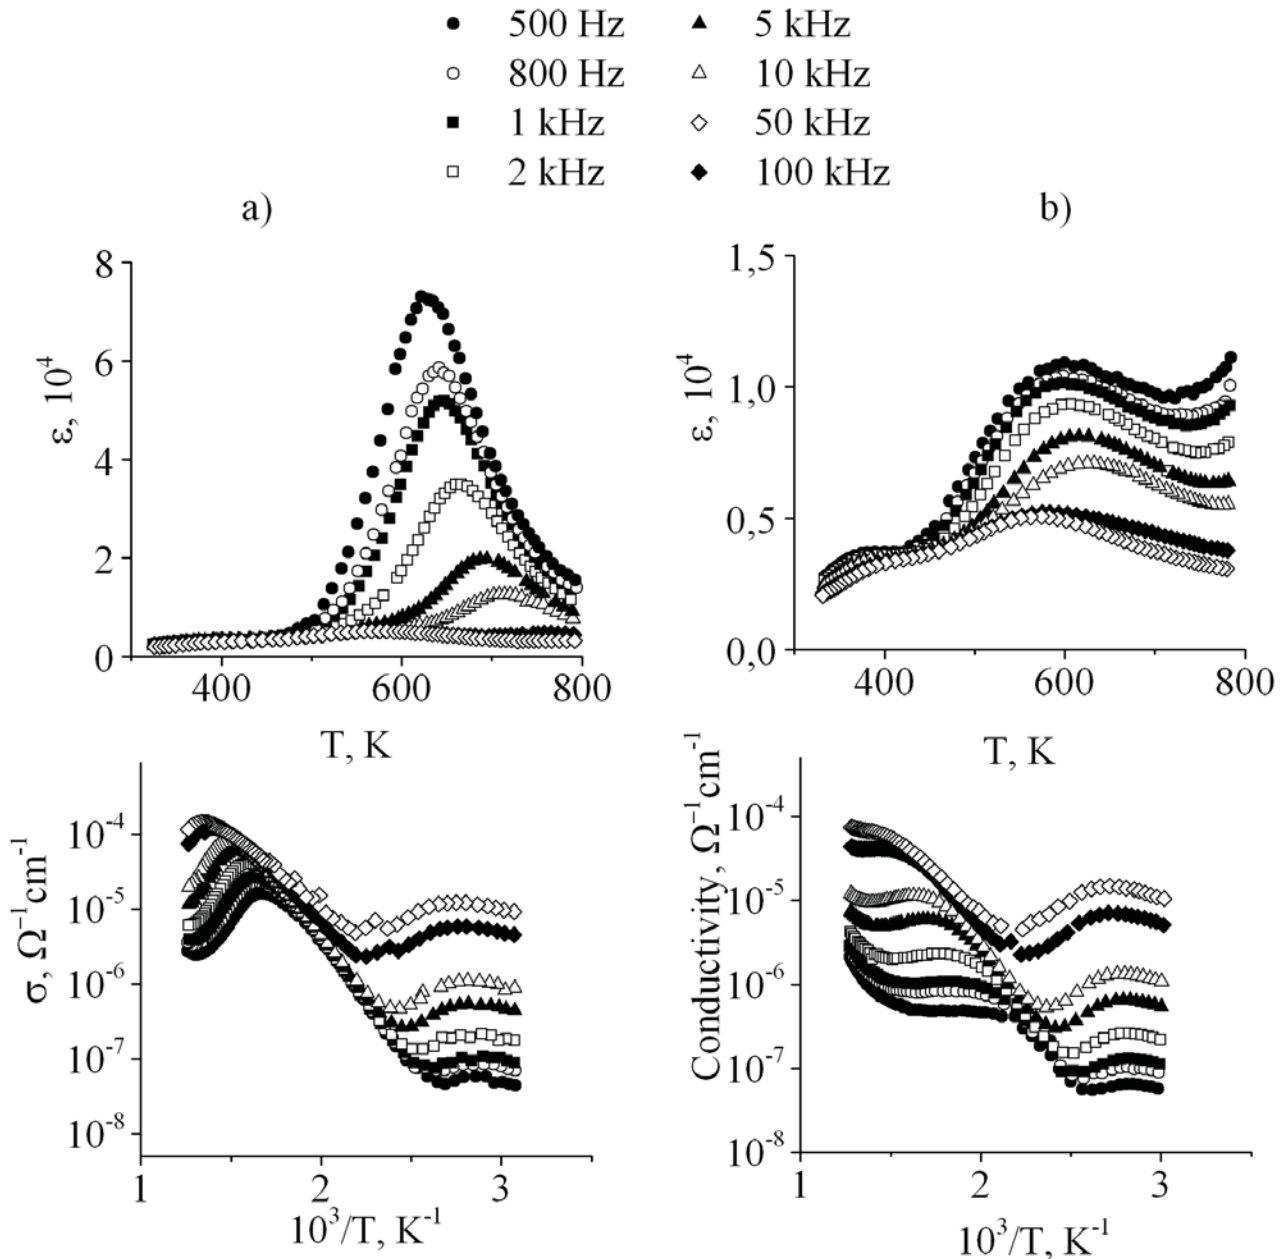 500 Hz
5 kHz
800 Hz
10 kHz
1 kHz
50 kHz
2 kHz
100 kHz
a)
b)
ε, 10⁴
8
6
4
2
0
400
600
800
T, K
ε, 10⁴
1,5
1,0
0,5
0,0
400
600
800
T, K
σ, Ω⁻¹cm⁻¹
10⁻⁴
10⁻⁵
10⁻⁶
10⁻⁷
10⁻⁸
1
2
3
10³/T, K⁻¹
Conductivity, Ω⁻¹cm⁻¹
10⁻⁴
10⁻⁵
10⁻⁶
10⁻⁷
10⁻⁸
1
2
3
10³/T, K⁻¹